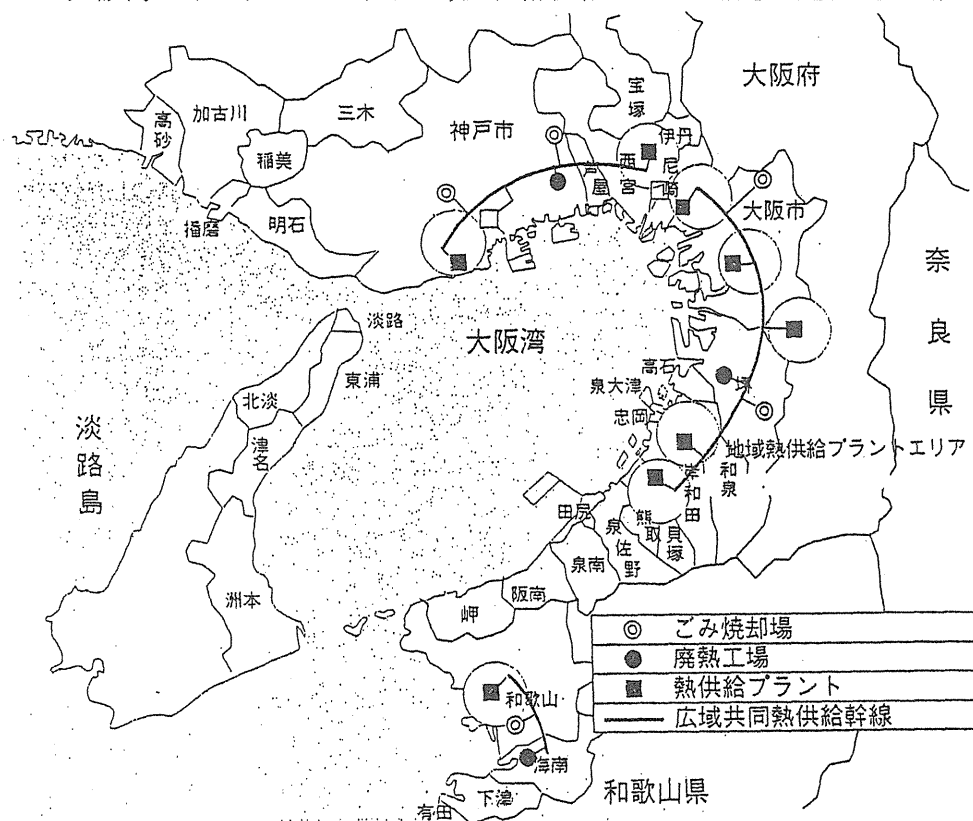 大阪府
宝塚
高砂
加古川
三木
神戸市
伊丹
稲美
芦屋
西宮
尼崎
大阪市
播磨
明石
奈良県
淡路
大阪湾
東浦
高石
堺
北淡
泉大津
忠岡
淡路島
津名
地域熱供給プラントエリア
和泉
岸和田
田尻
熊取
貝塚
泉佐野
泉南
洲本
阪南
岬
◎ ごみ焼却場
● 廃熱工場
■ 熱供給プラント
広域共同熱供給幹線
和歌山
海南
和歌山県
有田